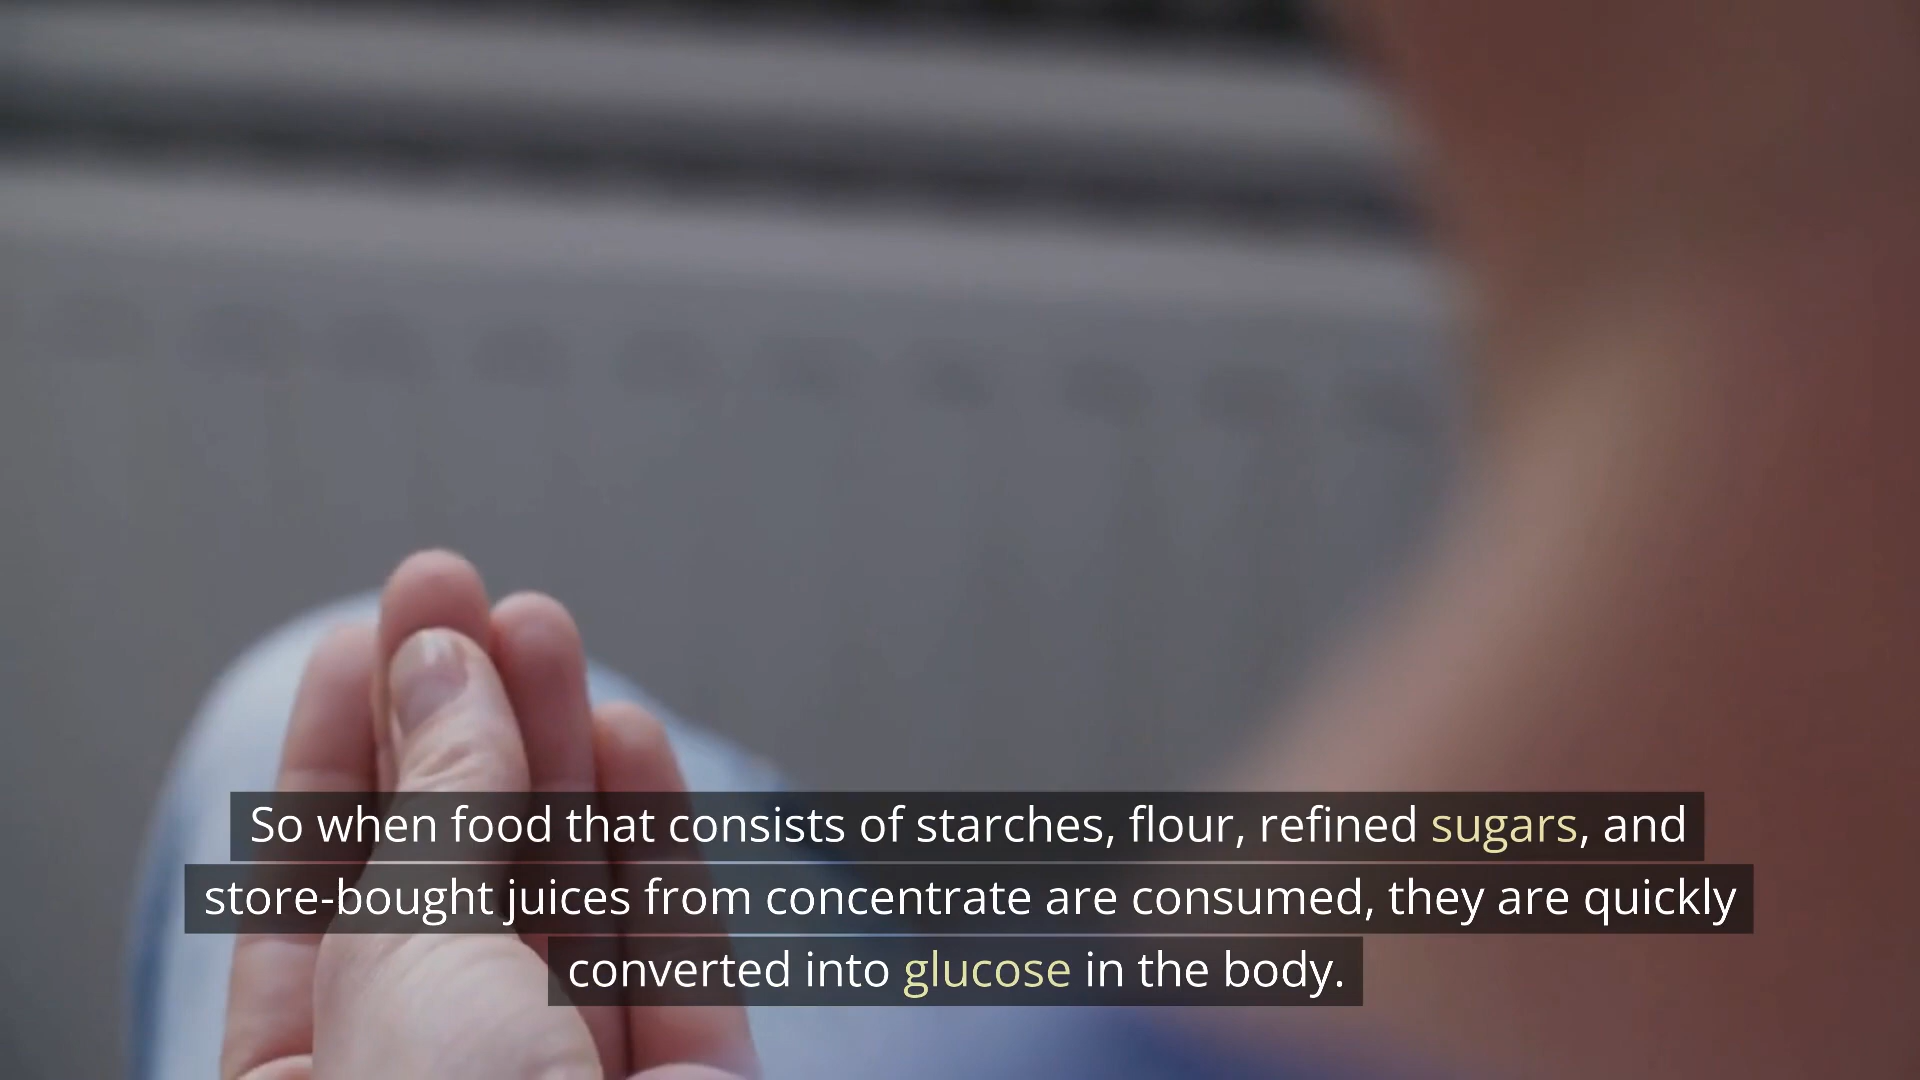 So when food that consists of starches, flour, refined sugars, and
store-bought juices from concentrate are consumed, they are quickly
converted into glucose in the body.